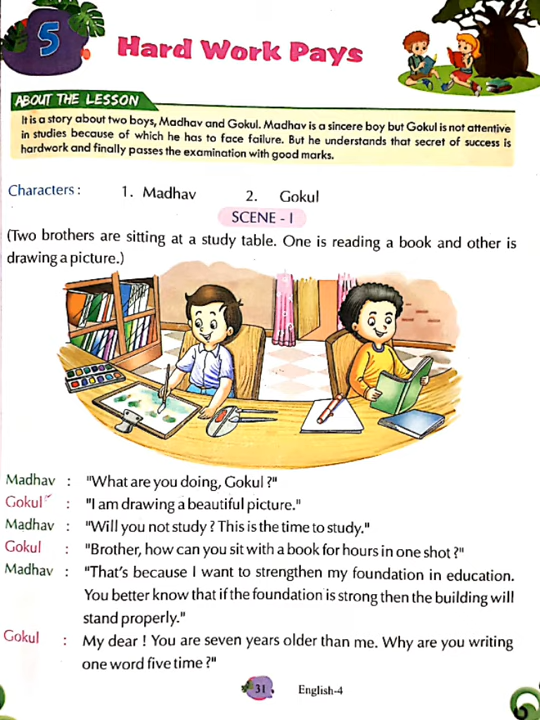 5
Hard Work Pays
ABOUT THE LESSON
It is a story about two boys, Madhav and Gokul. Madhav is a sincere boy but Gokul is not attentive
in studies because of which he has to face failure. But he understands that secret of success is
hardwork and finally passes the examination with good marks.
Characters : 1. Madhav 2. Gokul
SCENE - I
(Two brothers are sitting at a study table. One is reading a book and other is
drawing a picture.)
Madhav : "What are you doing, Gokul ?"
Gokul : "I am drawing a beautiful picture."
Madhav : "Will you not study ? This is the time to study."
Gokul : "Brother, how can you sit with a book for hours in one shot ?"
Madhav : "That's because I want to strengthen my foundation in education.
You better know that if the foundation is strong then the building will
stand properly."
Gokul : My dear ! You are seven years older than me. Why are you writing
one word five time ?"
31 English-4